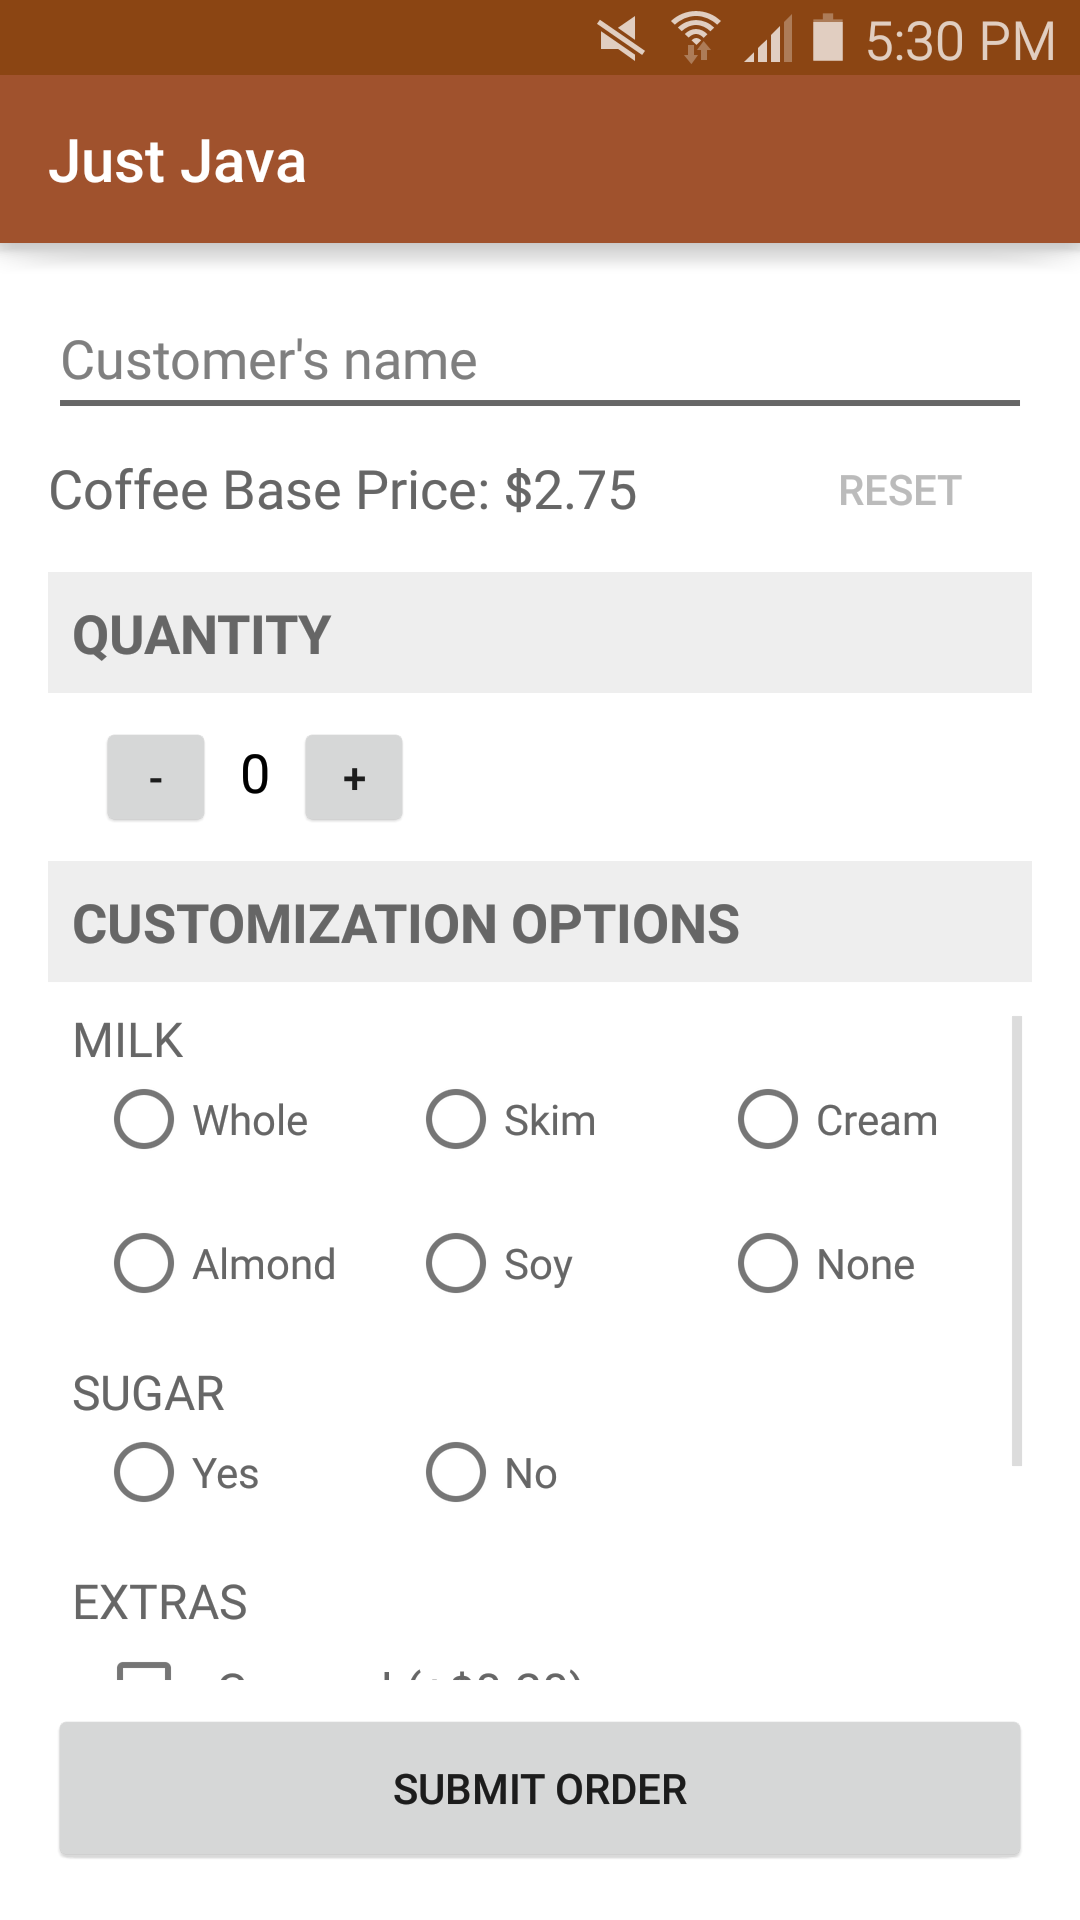 5:30 PM
Just Java
Customer's name
Coffee Base Price: $2.75 RESET
QUANTITY
- 0 +
CUSTOMIZATION OPTIONS
MILK
Whole Skim Cream
Almond Soy None
SUGAR
Yes No
EXTRAS
SUBMIT ORDER